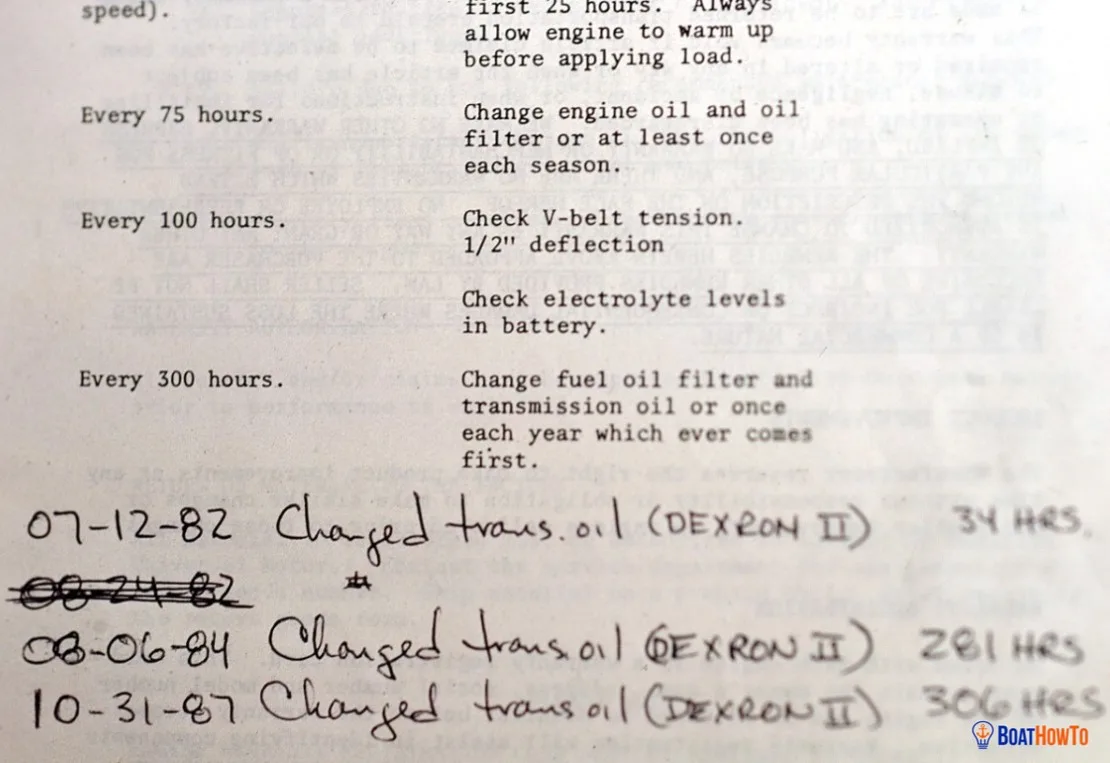 speed).
first 25 hours. Always
allow engine to warm up
before applying load.
Every 75 hours. Change engine oil and oil
filter or at least once
each season.
Every 100 hours. Check V-belt tension.
1/2" deflection
Check electrolyte levels
in battery.
Every 300 hours. Change fuel oil filter and
transmission oil or once
each year which ever comes
first.
07-12-82 Changed trans. oil (DEXRON II) 34 HRS.
08-24-82
08-06-84 Changed trans. oil (DEXRON II) 281 HRS
10-31-87 Changed trans oil (DEXRON II) 306 HRS
BoatHowTo